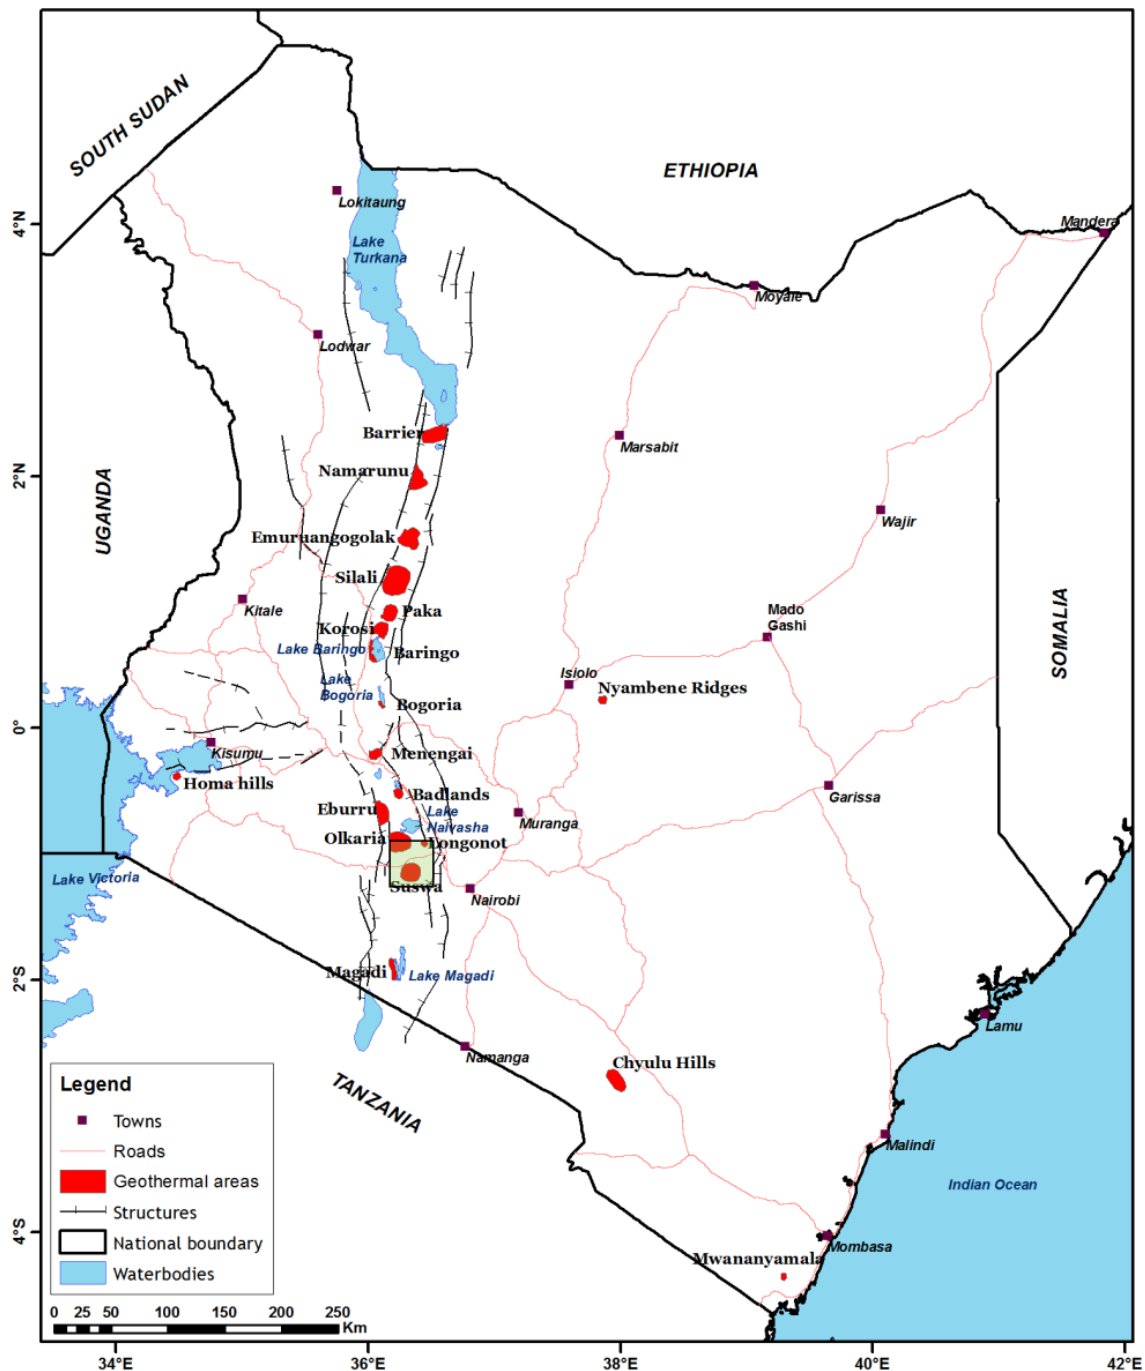 SOUTH SUDAN
ETHIOPIA
Lokitaung
Mandera
4°N
Lake
Turkana
Moyale
Lodwar
Barrier
Marsabit
Namarunu
2°N
UGANDA
Wajir
Emuruangogolak
Silali
SOMALIA
Kitale
Paka
Mado
Gashi
Korosi
Lake Baringo
Baringo
Lake
Bogoria
Isiolo
Nyambene Ridges
Bogoria
0°
Kisumu
Menengai
Homa hills
Badlands
Garissa
Eburru
Lake
Naivasha
Muranga
Olkaria
Longonot
Lake Victoria
Suswa
Nairobi
Magadi
Lake Magadi
2°S
Lamu
Namanga
Chyulu Hills
TANZANIA
Malindi
Indian Ocean
4°S
Mombasa
Mwananyamala
Legend
Towns
Roads
Geothermal areas
Structures
National boundary
Waterbodies
0 25 50 100 150 200 250
Km
34°E 36°E 38°E 40°E 42°E